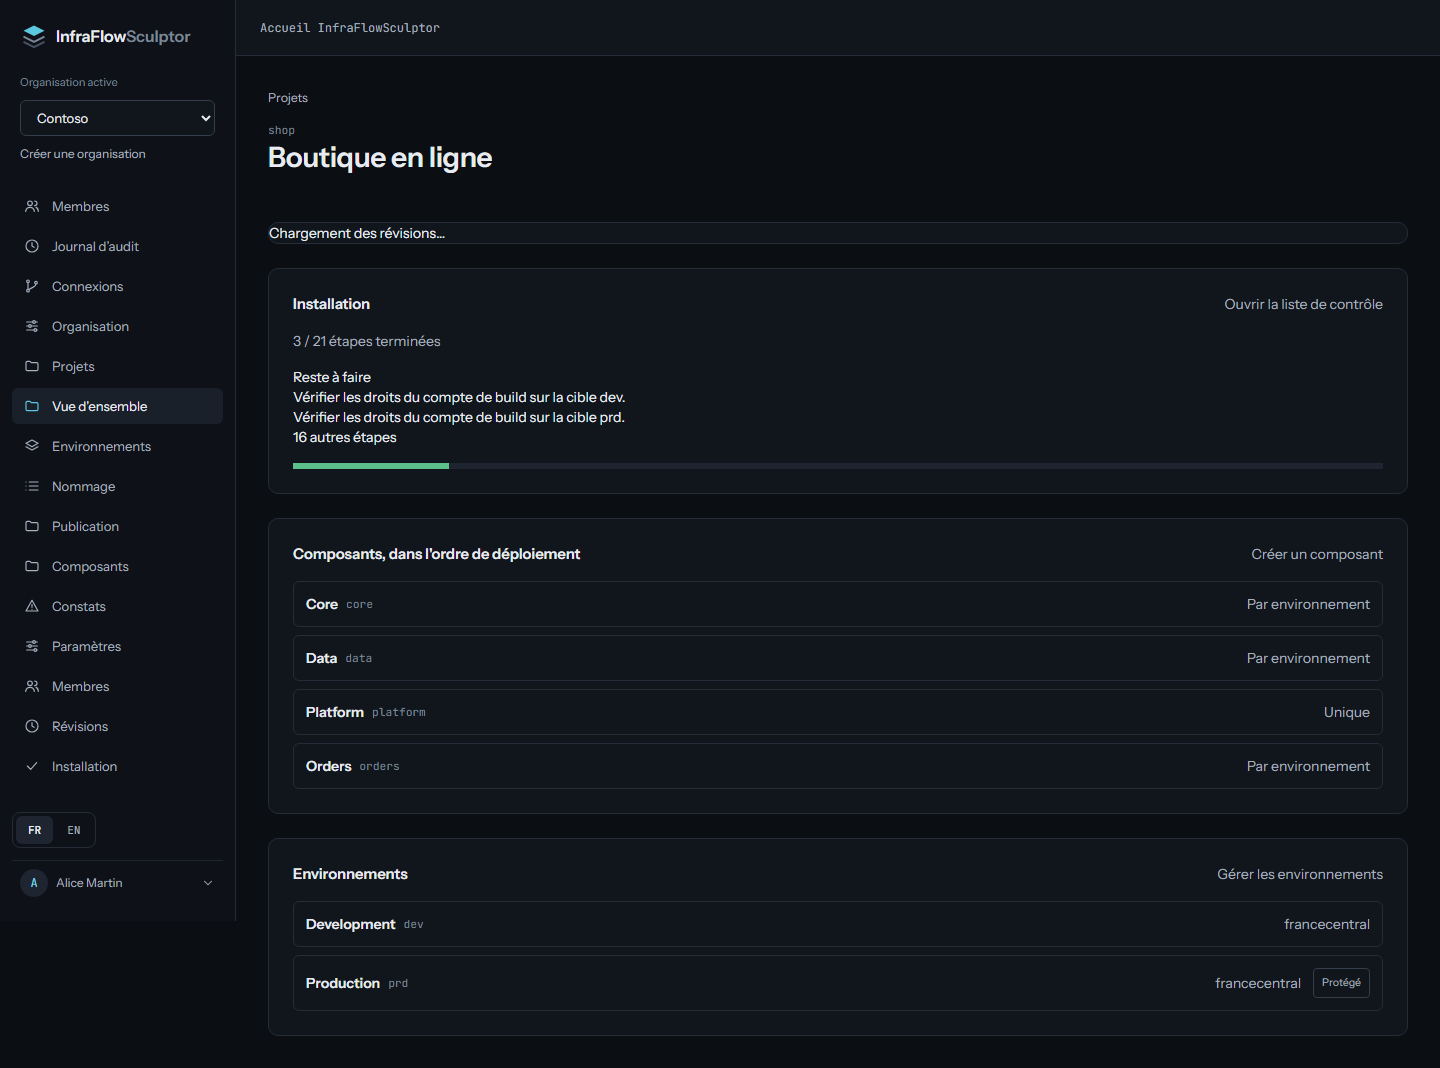 InfraFlowSculptor
Organisation active
Contoso
Créer une organisation
Membres
Journal d'audit
Connexions
Organisation
Projets
Vue d'ensemble
Environnements
Nommage
Publication
Composants
Constats
Paramètres
Membres
Révisions
Installation
FR EN
A Alice Martin
Accueil InfraFlowSculptor
Projets
shop
Boutique en ligne
Chargement des révisions...
Installation Ouvrir la liste de contrôle
3 / 21 étapes terminées
Reste à faire
Vérifier les droits du compte de build sur la cible dev.
Vérifier les droits du compte de build sur la cible prd.
16 autres étapes
Composants, dans l'ordre de déploiement Créer un composant
Core core Par environnement
Data data Par environnement
Platform platform Unique
Orders orders Par environnement
Environnements Gérer les environnements
Development dev francecentral
Production prd francecentral Protégé